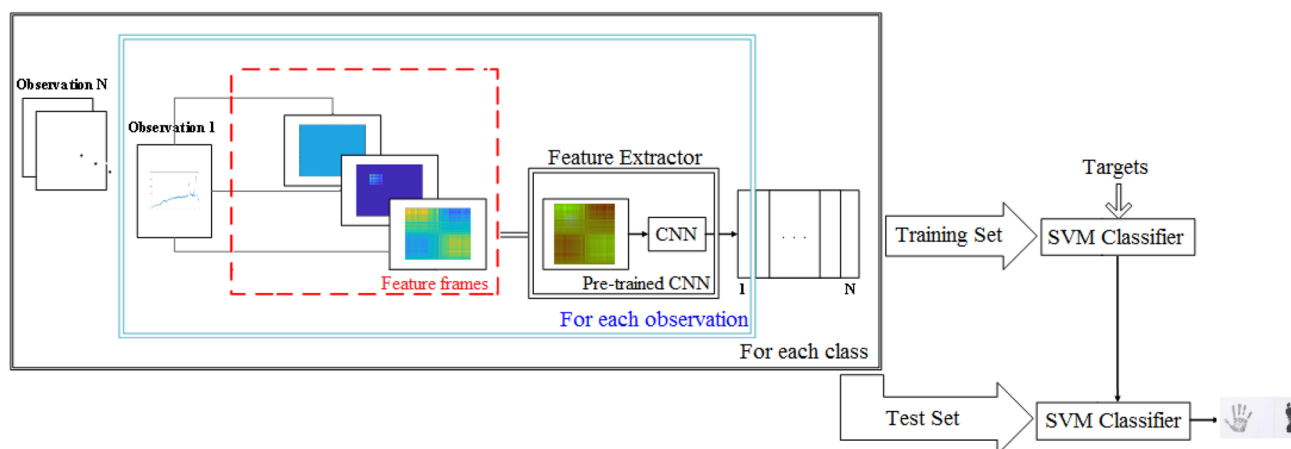 Observation N
Observation 1
Feature frames
Feature Extractor
CNN
Pre-trained CNN
. . .
1
N
For each observation
For each class
Training Set
Targets
SVM Classifier
Test Set
SVM Classifier